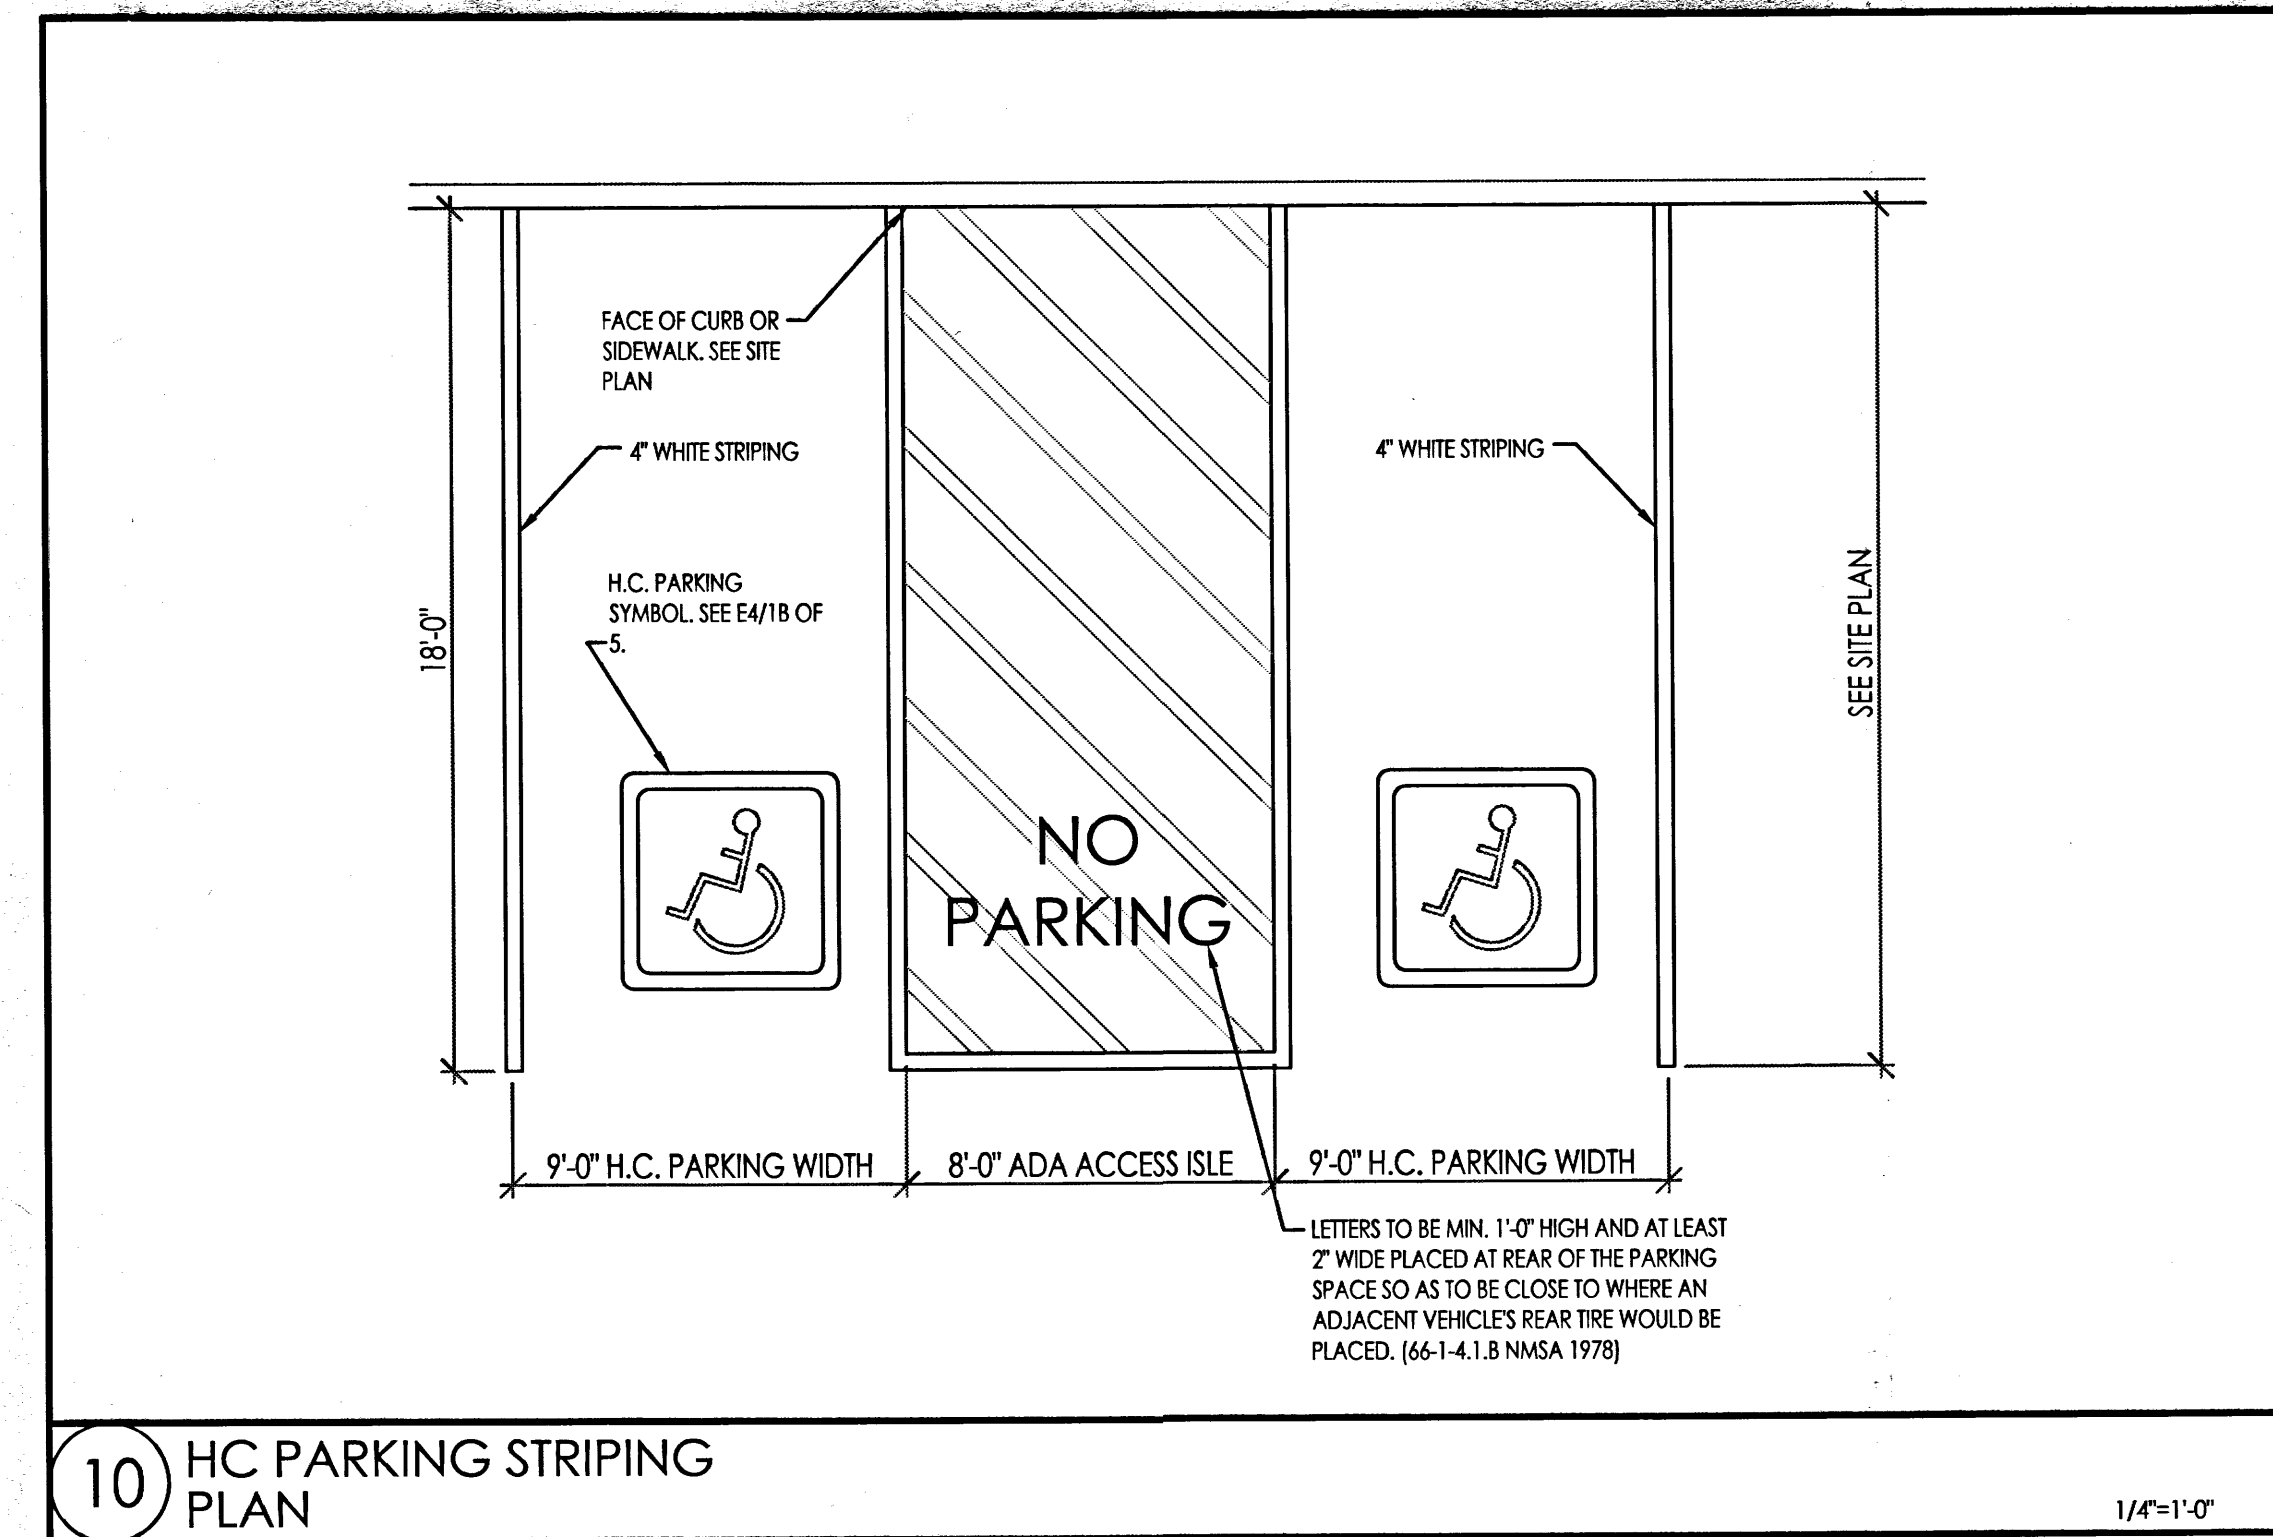 FACE OF CURB OR
SIDEWALK. SEE SITE
PLAN
4" WHITE STRIPING
4" WHITE STRIPING
H.C. PARKING
SYMBOL. SEE E4/1B OF
5.
18'-0"
SEE SITE PLAN
NO
PARKING
9'-0" H.C. PARKING WIDTH
8'-0" ADA ACCESS ISLE
9'-0" H.C. PARKING WIDTH
LETTERS TO BE MIN. 1'-0" HIGH AND AT LEAST
2" WIDE PLACED AT REAR OF THE PARKING
SPACE SO AS TO BE CLOSE TO WHERE AN
ADJACENT VEHICLE'S REAR TIRE WOULD BE
PLACED. (66-1-4.1.B NMSA 1978)
10
HC PARKING STRIPING
PLAN
1/4"=1'-0"